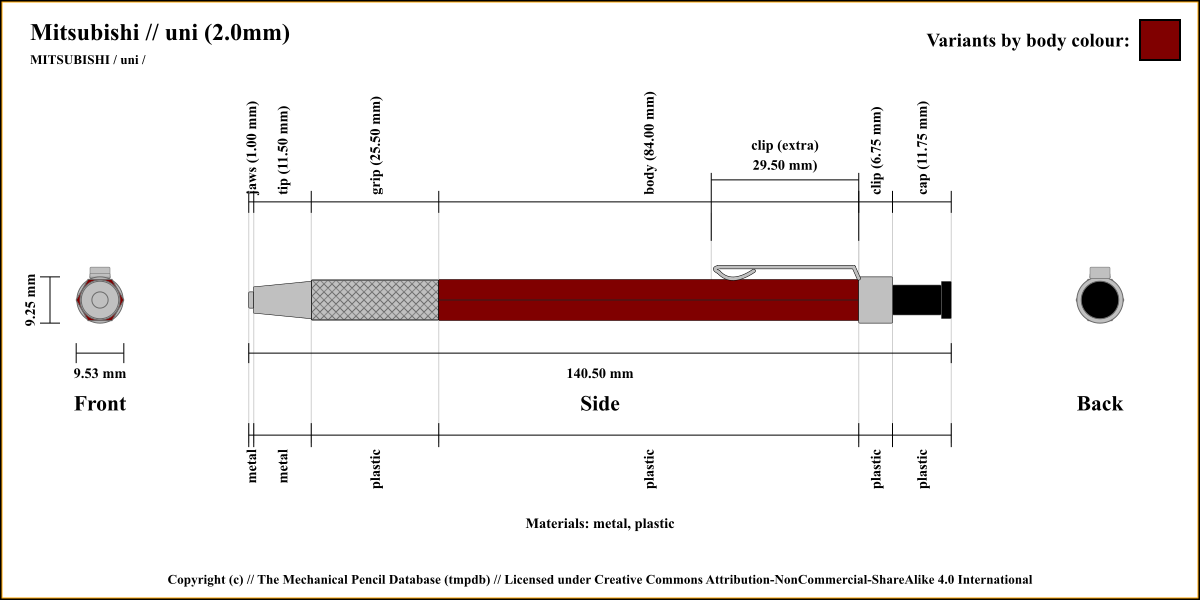 Mitsubishi // uni (2.0mm)
MITSUBISHI / uni /
Variants by body colour:
jaws (1.00 mm)
tip (11.50 mm)
grip (25.50 mm)
body (84.00 mm)
clip (extra)
29.50 mm)
clip (6.75 mm)
cap (11.75 mm)
9.25 mm
9.53 mm
140.50 mm
Front
Side
Back
metal
metal
plastic
plastic
plastic
plastic
Materials: metal, plastic
Copyright (c) // The Mechanical Pencil Database (tmpdb) // Licensed under Creative Commons Attribution-NonCommercial-ShareAlike 4.0 International